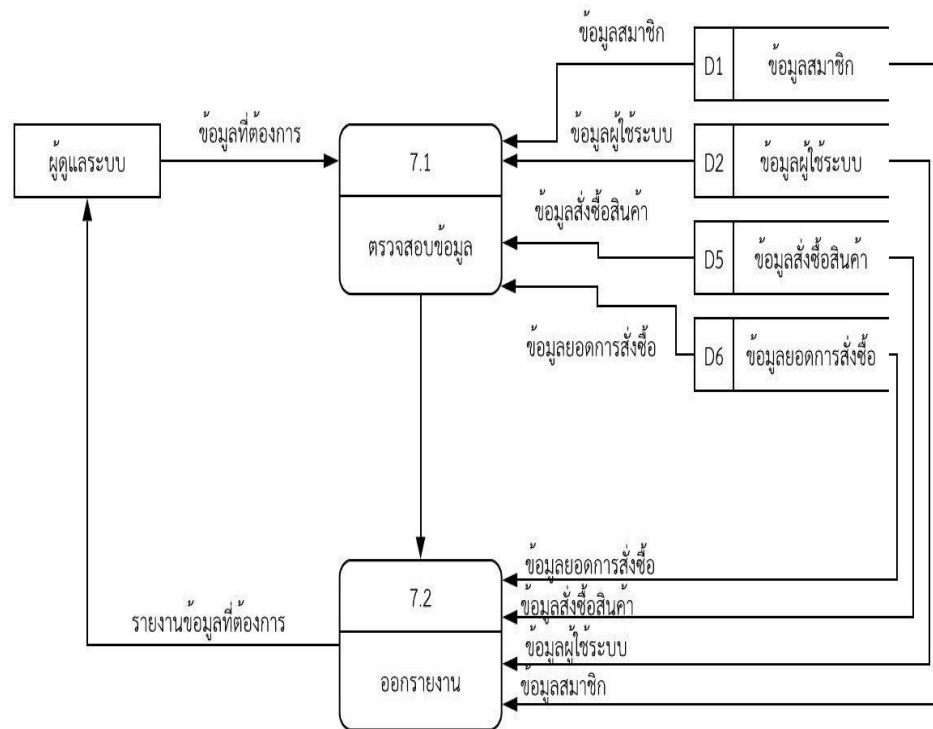 ข้อมูลสมาชิก
D1 ข้อมูลสมาชิก
ผู้ดูแลระบบ
ข้อมูลที่ต้องการ
7.1
ตรวจสอบข้อมูล
ข้อมูลผู้ใช้ระบบ
D2 ข้อมูลผู้ใช้ระบบ
ข้อมูลสั่งซื้อสินค้า
D5 ข้อมูลสั่งซื้อสินค้า
ข้อมูลยอดการสั่งซื้อ
D6 ข้อมูลยอดการสั่งซื้อ
รายงานข้อมูลที่ต้องการ
7.2
ออกรายงาน
ข้อมูลยอดการสั่งซื้อ
ข้อมูลสั่งซื้อสินค้า
ข้อมูลผู้ใช้ระบบ
ข้อมูลสมาชิก